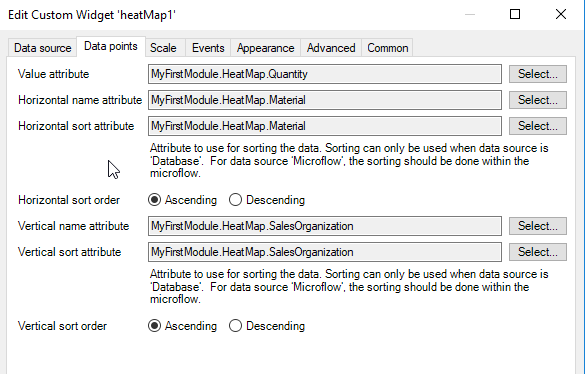 Edit Custom Widget 'heatMap1'
Data source Data points Scale Events Appearance Advanced Common
Value attribute MyFirstModule.HeatMap.Quantity Select...
Horizontal name attribute MyFirstModule.HeatMap.Material Select...
Horizontal sort attribute MyFirstModule.HeatMap.Material Select...
Attribute to use for sorting the data. Sorting can only be used when data source is
'Database'. For data source 'Microflow', the sorting should be done within the
microflow.
Horizontal sort order Ascending Descending
Vertical name attribute MyFirstModule.HeatMap.SalesOrganization Select...
Vertical sort attribute MyFirstModule.HeatMap.SalesOrganization Select...
Attribute to use for sorting the data. Sorting can only be used when data source is
'Database'. For data source 'Microflow', the sorting should be done within the
microflow.
Vertical sort order Ascending Descending